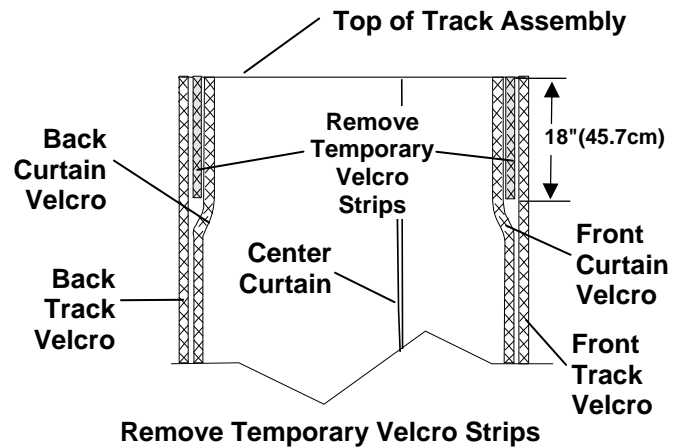 Top of Track Assembly
Back
Curtain
Velcro
Remove
Temporary
Velcro
Strips
18"(45.7cm)
Back
Track
Velcro
Center
Curtain
Front
Curtain
Velcro
Front
Track
Velcro
Remove Temporary Velcro Strips